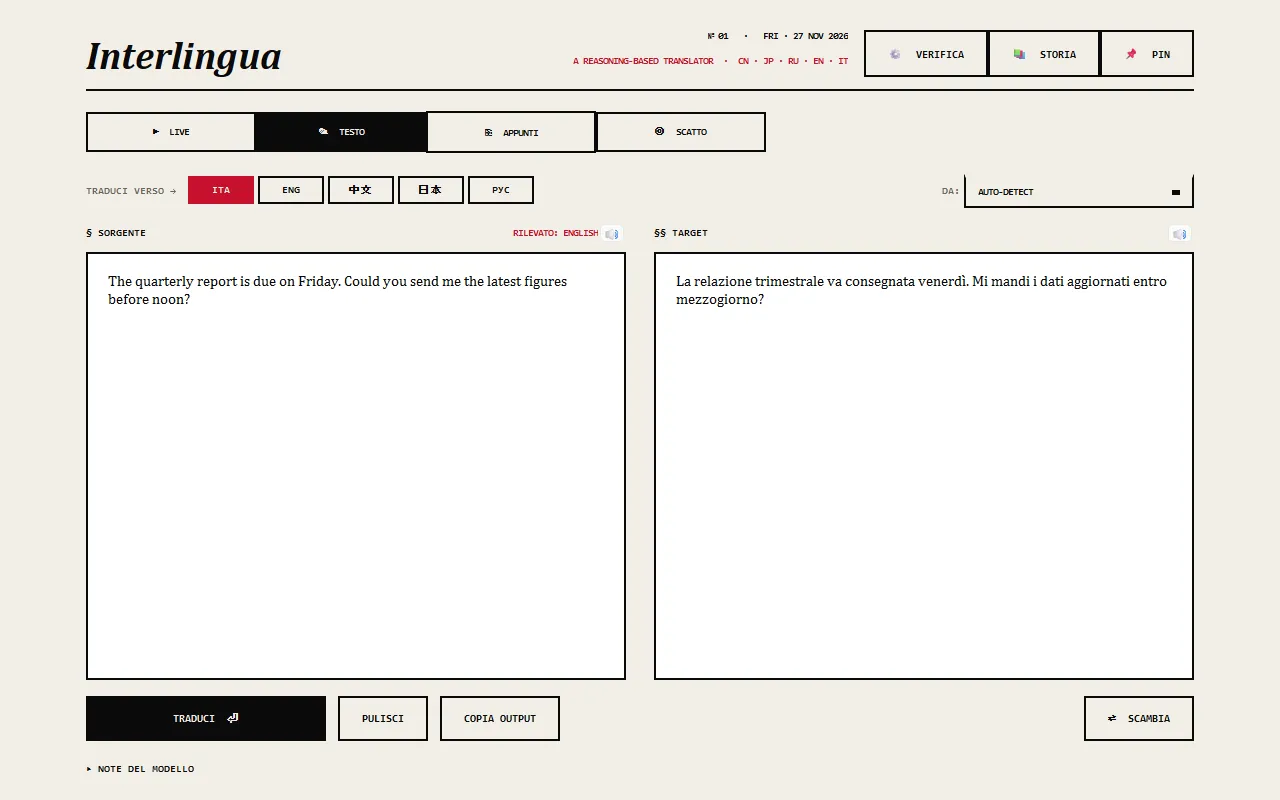 Interlingua
№ 01 · FRI · 27 NOV 2026
A REASONING-BASED TRANSLATOR · CN · JP · RU · EN · IT
VERIFICA
STORIA
PIN
LIVE
TESTO
APPUNTI
SCATTO
TRADUCI VERSO →
ITA
ENG
中文
日本
РУС
DA:
AUTO-DETECT
§ SORGENTE
RILEVATO: ENGLISH
§§ TARGET
The quarterly report is due on Friday. Could you send me the latest figures
before noon?
La relazione trimestrale va consegnata venerdì. Mi mandi i dati aggiornati entro
mezzogiorno?
TRADUCI
PULISCI
COPIA OUTPUT
⇌ SCAMBIA
▸ NOTE DEL MODELLO